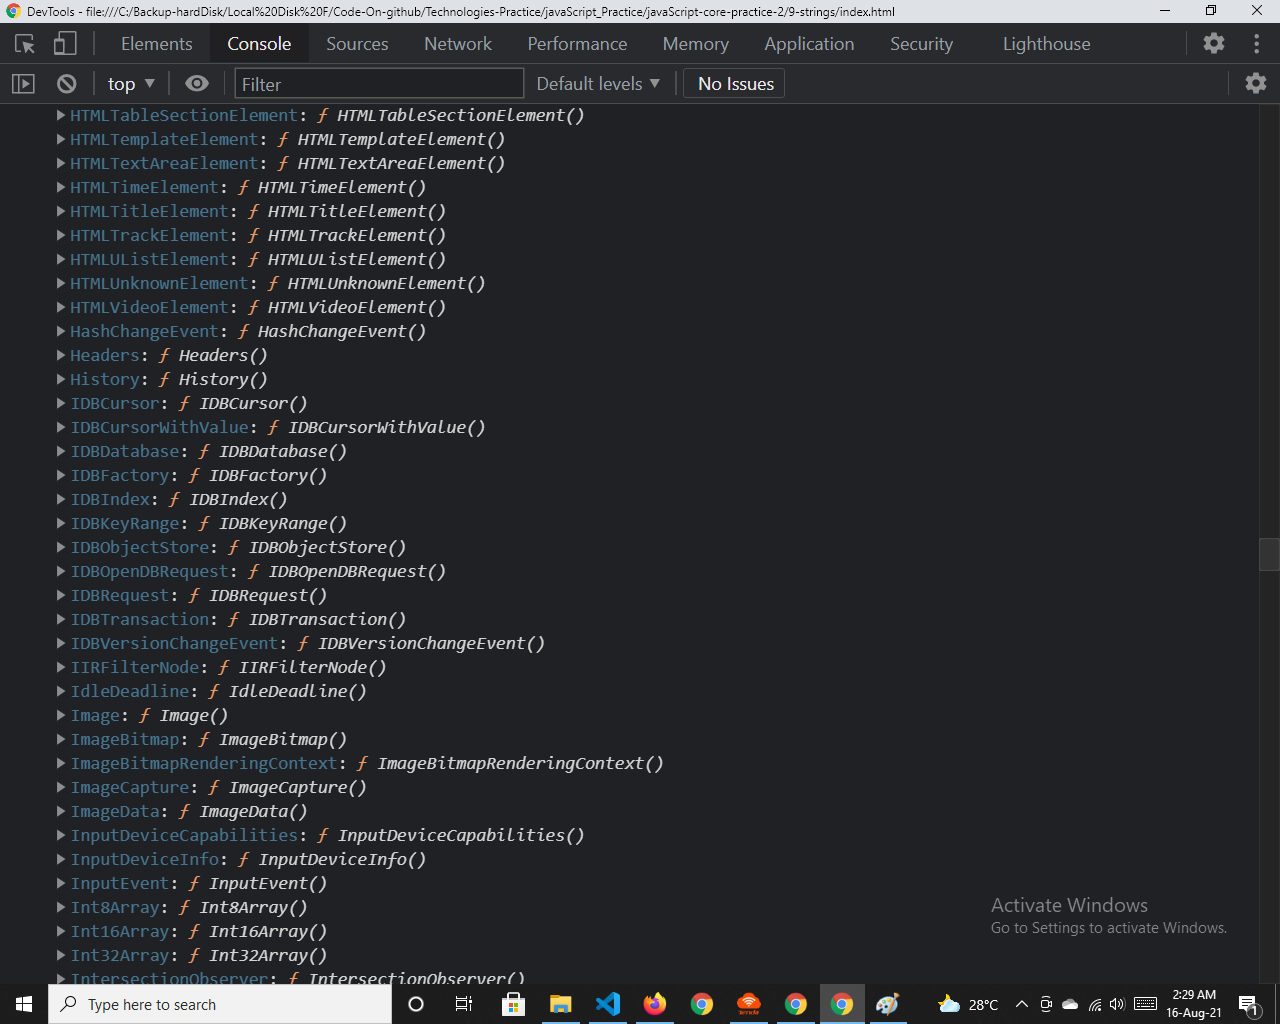 DevTools - file:///C:/Backup-hardDisk/Local%20Disk%20F/Code-On-github/Technologies-Practice/javaScript_Practice/javaScript-core-practice-2/9-strings/index.html
Elements Console Sources Network Performance Memory Application Security Lighthouse
top Filter Default levels No Issues
HTMLTableSectionElement: ƒ HTMLTableSectionElement()
HTMLTemplateElement: ƒ HTMLTemplateElement()
HTMLTextAreaElement: ƒ HTMLTextAreaElement()
HTMLTimeElement: ƒ HTMLTimeElement()
HTMLTitleElement: ƒ HTMLTitleElement()
HTMLTrackElement: ƒ HTMLTrackElement()
HTMLUListElement: ƒ HTMLUListElement()
HTMLUnknownElement: ƒ HTMLUnknownElement()
HTMLVideoElement: ƒ HTMLVideoElement()
HashChangeEvent: ƒ HashChangeEvent()
Headers: ƒ Headers()
History: ƒ History()
IDBCursor: ƒ IDBCursor()
IDBCursorWithValue: ƒ IDBCursorWithValue()
IDBDatabase: ƒ IDBDatabase()
IDBFactory: ƒ IDBFactory()
IDBIndex: ƒ IDBIndex()
IDBKeyRange: ƒ IDBKeyRange()
IDBObjectStore: ƒ IDBObjectStore()
IDBOpenDBRequest: ƒ IDBOpenDBRequest()
IDBRequest: ƒ IDBRequest()
IDBTransaction: ƒ IDBTransaction()
IDBVersionChangeEvent: ƒ IDBVersionChangeEvent()
IIRFilterNode: ƒ IIRFilterNode()
IdleDeadline: ƒ IdleDeadline()
Image: ƒ Image()
ImageBitmap: ƒ ImageBitmap()
ImageBitmapRenderingContext: ƒ ImageBitmapRenderingContext()
ImageCapture: ƒ ImageCapture()
ImageData: ƒ ImageData()
InputDeviceCapabilities: ƒ InputDeviceCapabilities()
InputDeviceInfo: ƒ InputDeviceInfo()
InputEvent: ƒ InputEvent()
Int8Array: ƒ Int8Array()
Int16Array: ƒ Int16Array()
Int32Array: ƒ Int32Array()
IntersectionObserver: ƒ IntersectionObserver()
Activate Windows
Go to Settings to activate Windows.
Type here to search
28°C
2:29 AM
16-Aug-21
1